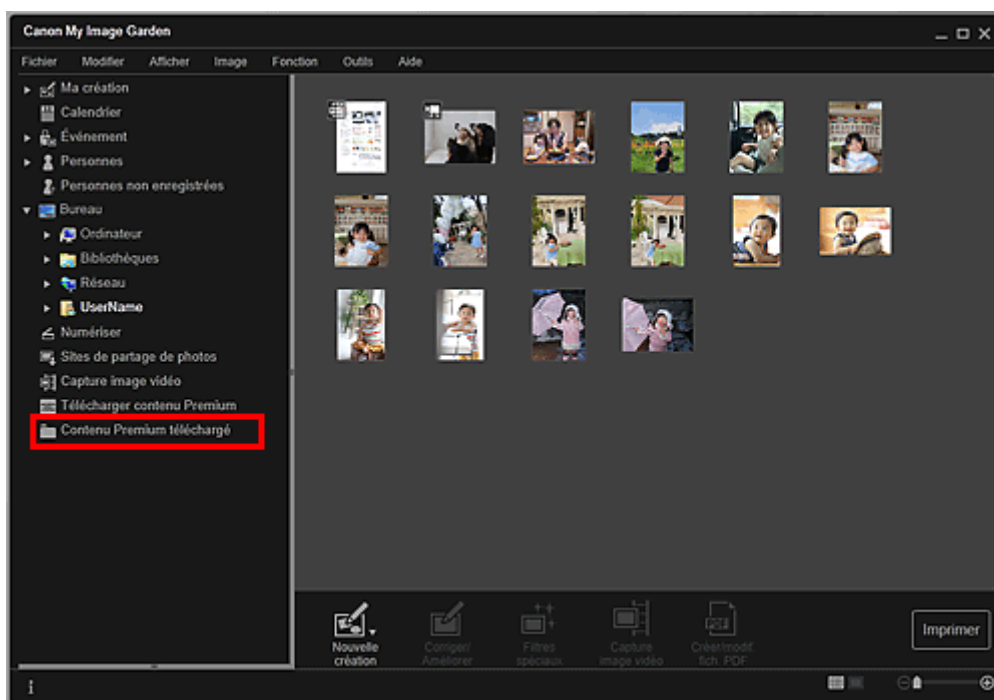 Canon My Image Garden
Fichier Modifier Afficher Image Fonction Outils Aide
Ma création
Calendrier
Événement
Personnes
Personnes non enregistrées
Bureau
Ordinateur
Bibliothèques
Réseau
UserName
Numériser
Sites de partage de photos
Capture image vidéo
Télécharger contenu Premium
Contenu Premium téléchargé
Nouvelle
création
Corriger/
Améliorer
Filtres
spéciaux
Capture
image vidéo
PDF
Créer/modif.
fich. PDF
Imprimer